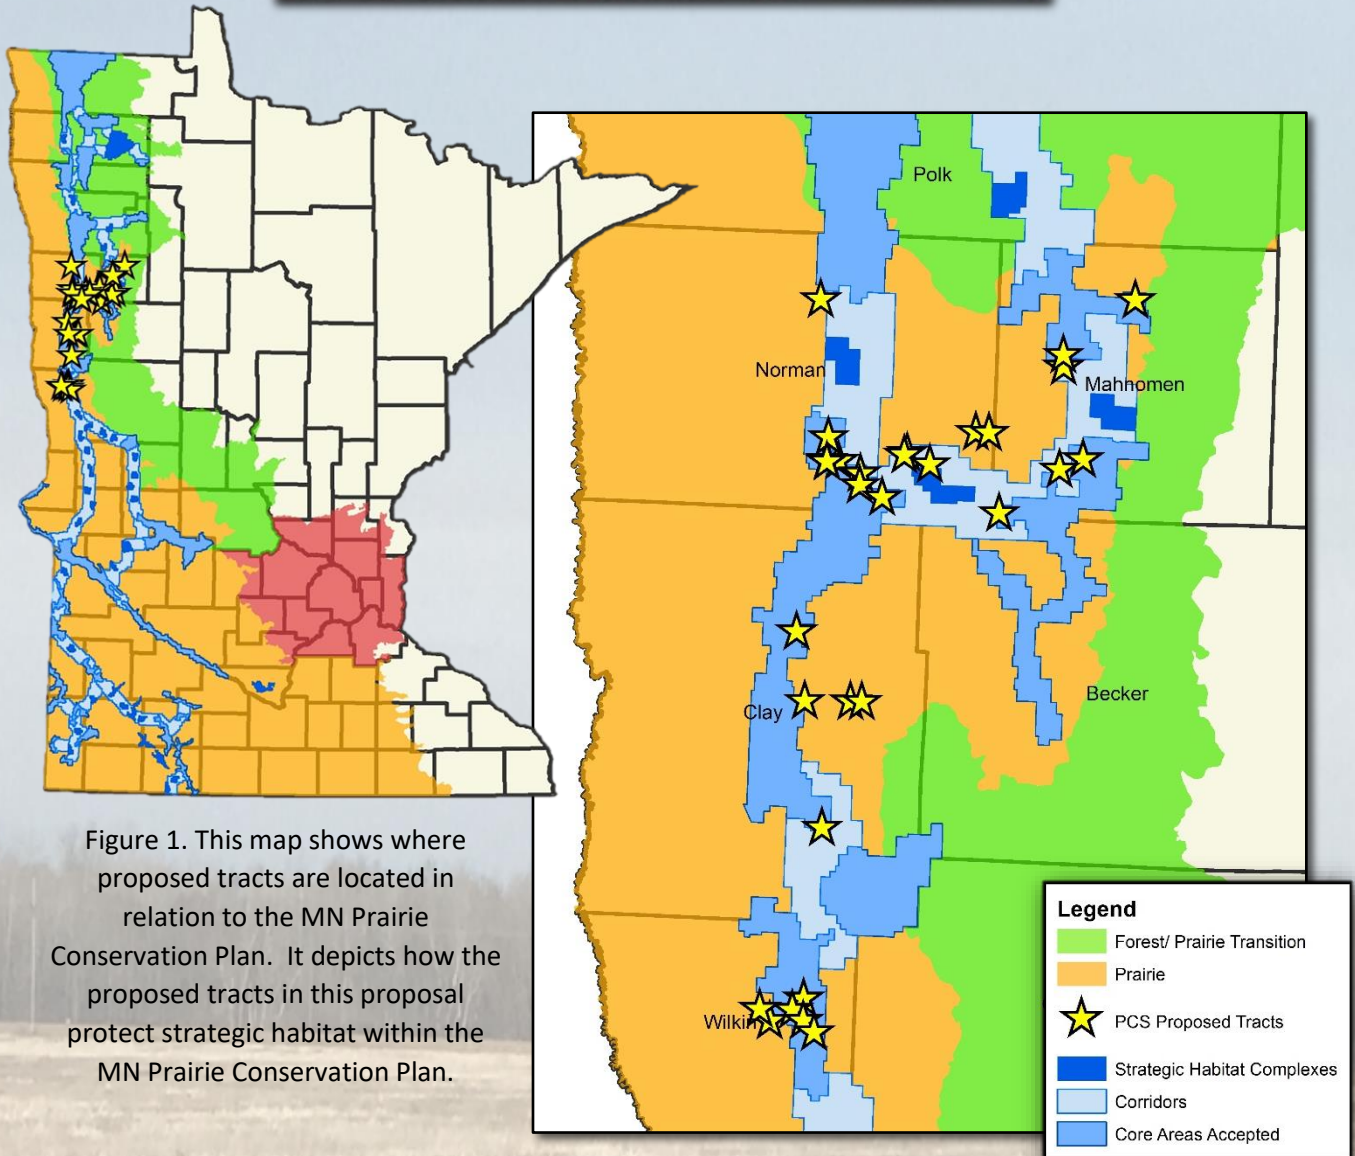 Polk
Norman
Mahnomen
Clay
Becker
Wilkin
Figure 1. This map shows where
proposed tracts are located in
relation to the MN Prairie
Conservation Plan. It depicts how the
proposed tracts in this proposal
protect strategic habitat within the
MN Prairie Conservation Plan.
Legend
Forest/ Prairie Transition
Prairie
PCS Proposed Tracts
Strategic Habitat Complexes
Corridors
Core Areas Accepted